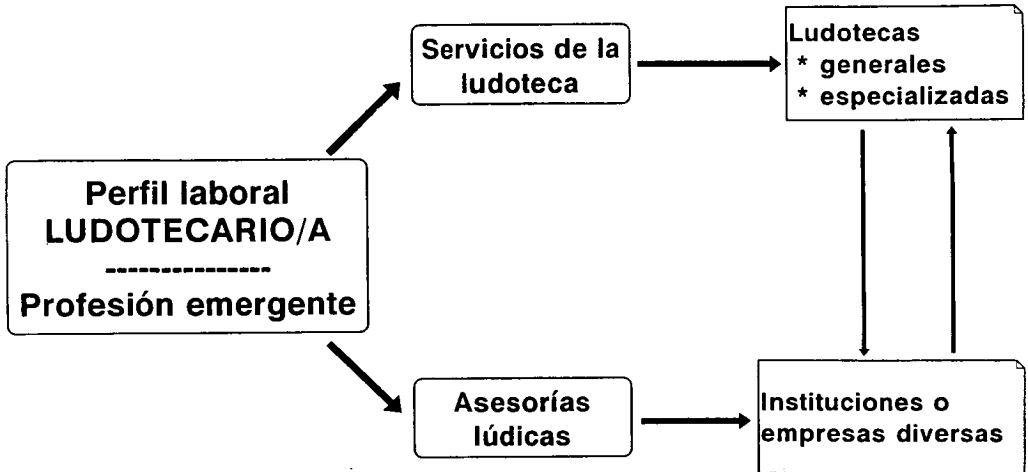 Servicios de la
ludoteca
Ludotecas
* generales
* especializadas
Perfil laboral
LUDOTECARIO/A
---------------
Profesión emergente
Asesorías
lúdicas
Instituciones o
empresas diversas